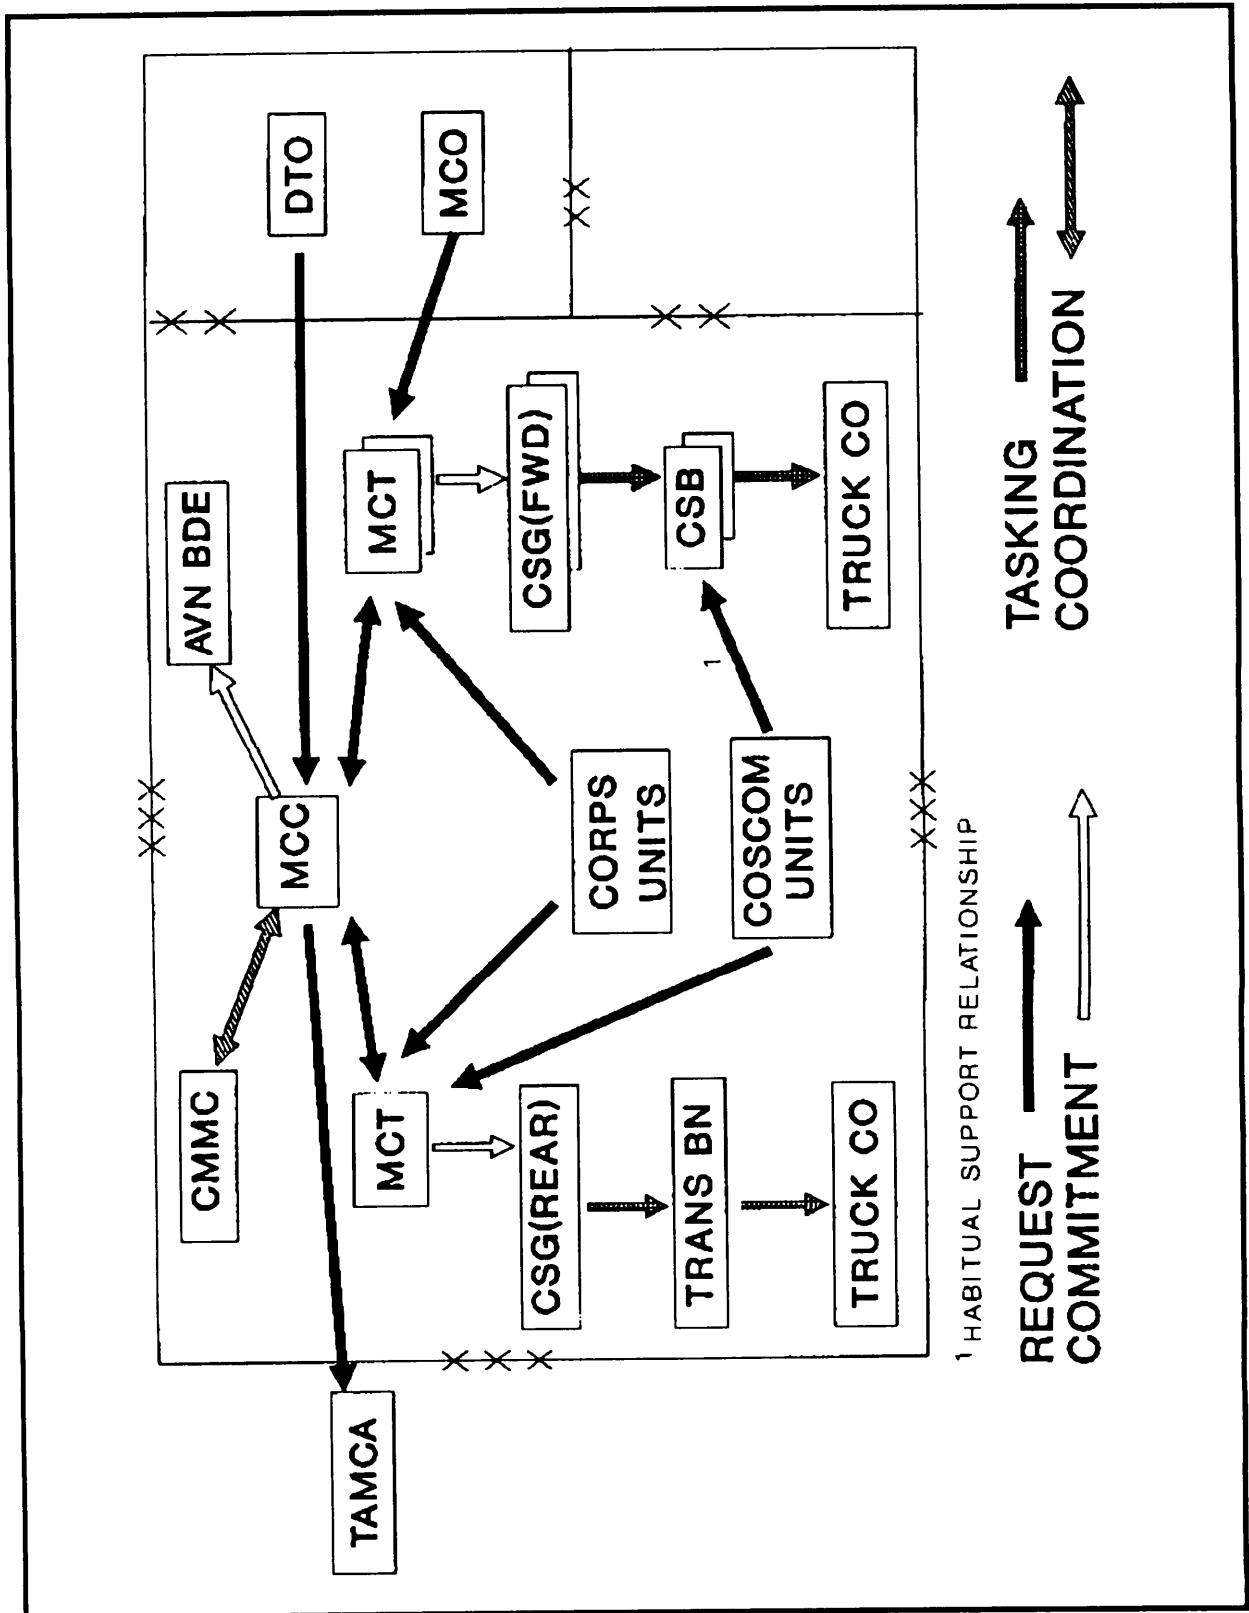 AVN BDE
CMMC
MCC
DTO
TAMCA
MCT
MCT
MCO
CSG(REAR)
CORPS
UNITS
CSG(FWD)
TRANS BN
COSCOM
UNITS
1
CSB
TRUCK CO
TRUCK CO
1 HABITUAL SUPPORT RELATIONSHIP
REQUEST
COMMITMENT
TASKING
COORDINATION